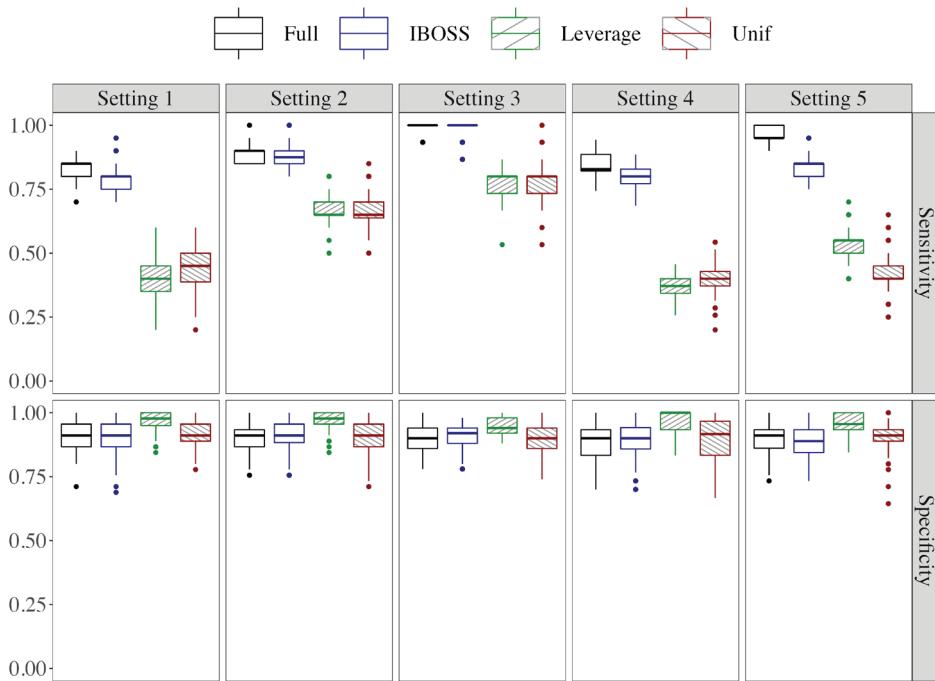 Full IBOSS Leverage Unif
Setting 1 Setting 2 Setting 3 Setting 4 Setting 5
1.00
0.75
0.50
0.25
0.00
Sensitivity
1.00
0.75
0.50
0.25
0.00
Specificity